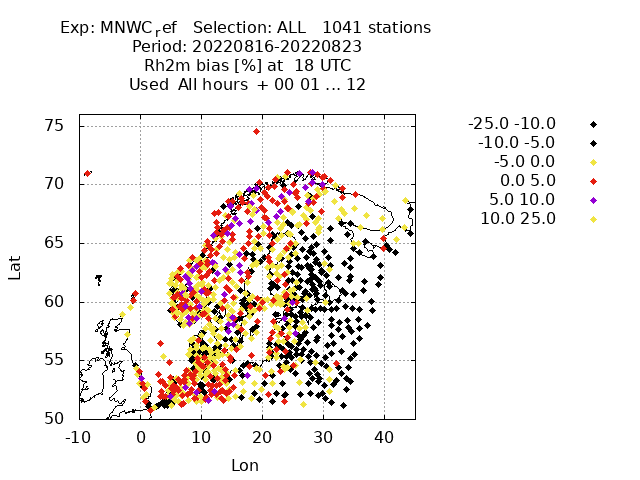 Exp: MNWCref Selection: ALL 1041 stations
Period: 20220816-20220823
Rh2m bias [%] at 18 UTC
Used All hours + 00 01 ... 12
-25.0 -10.0
-10.0 -5.0
-5.0 0.0
0.0 5.0
5.0 10.0
10.0 25.0
75
70
65
60
55
50
Lat
-10 0 10 20 30 40
Lon